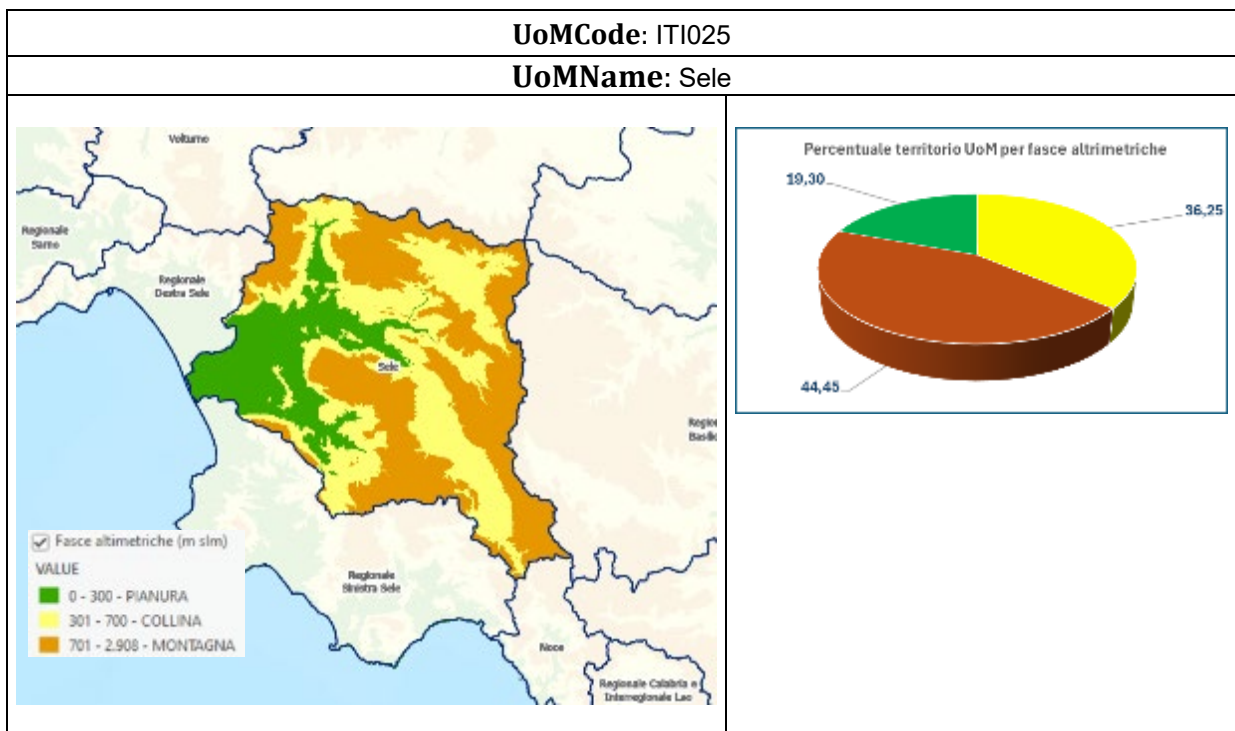 UoMCode: ITI025
UoMName: Sele
Volturno
Regionale
Sarno
Regionale
Destra Sele
Sele
Regionale
Sinistra Sele
Noce
Regionale Calabria e
Interregionale Lao
Fasce altimetriche (m slm)
VALUE
0 - 300 - PIANURA
301 - 700 - COLLINA
701 - 2.908 - MONTAGNA
Percentuale territorio UoM per fasce altrimetriche
19,30
36,25
44,45